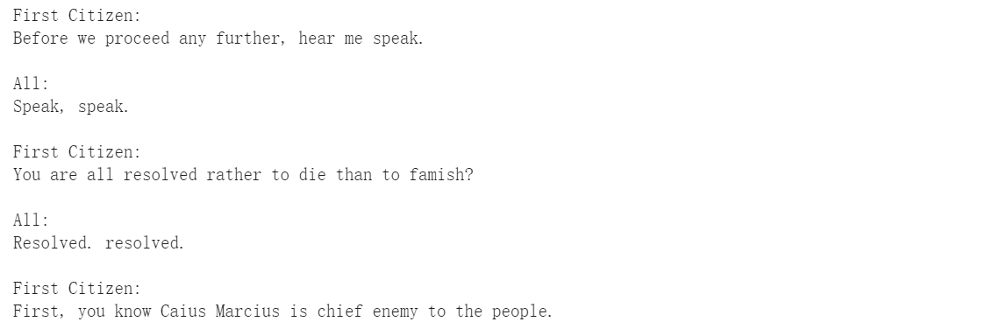 First Citizen:
Before we proceed any further, hear me speak.

All:
Speak, speak.

First Citizen:
You are all resolved rather to die than to famish?

All:
Resolved. resolved.

First Citizen:
First, you know Caius Marcius is chief enemy to the people.